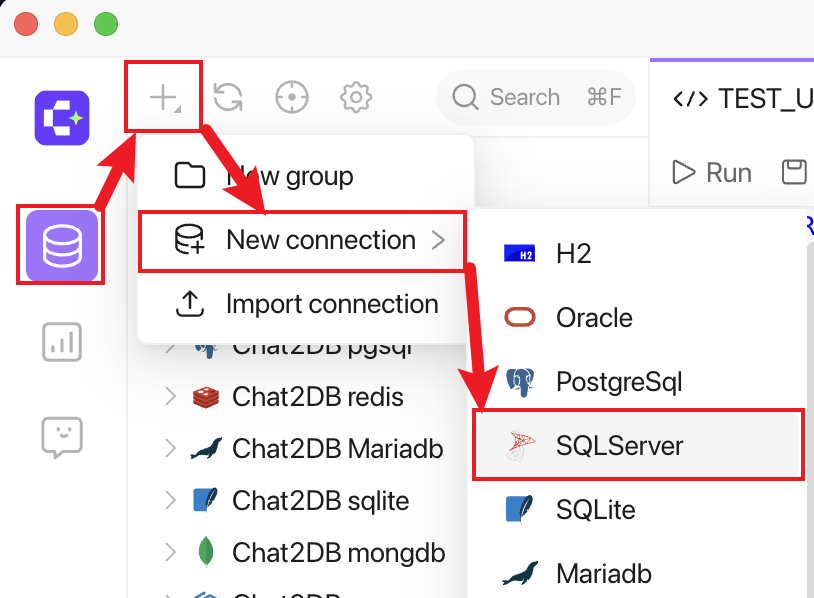 Search ⌘F
</> TEST_U
New group
Run
New connection
H2
Import connection
Oracle
Chat2DB pgsql
PostgreSql
Chat2DB redis
SQLServer
Chat2DB Mariadb
SQLite
Chat2DB sqlite
Mariadb
Chat2DB mongdb
Chat2DB